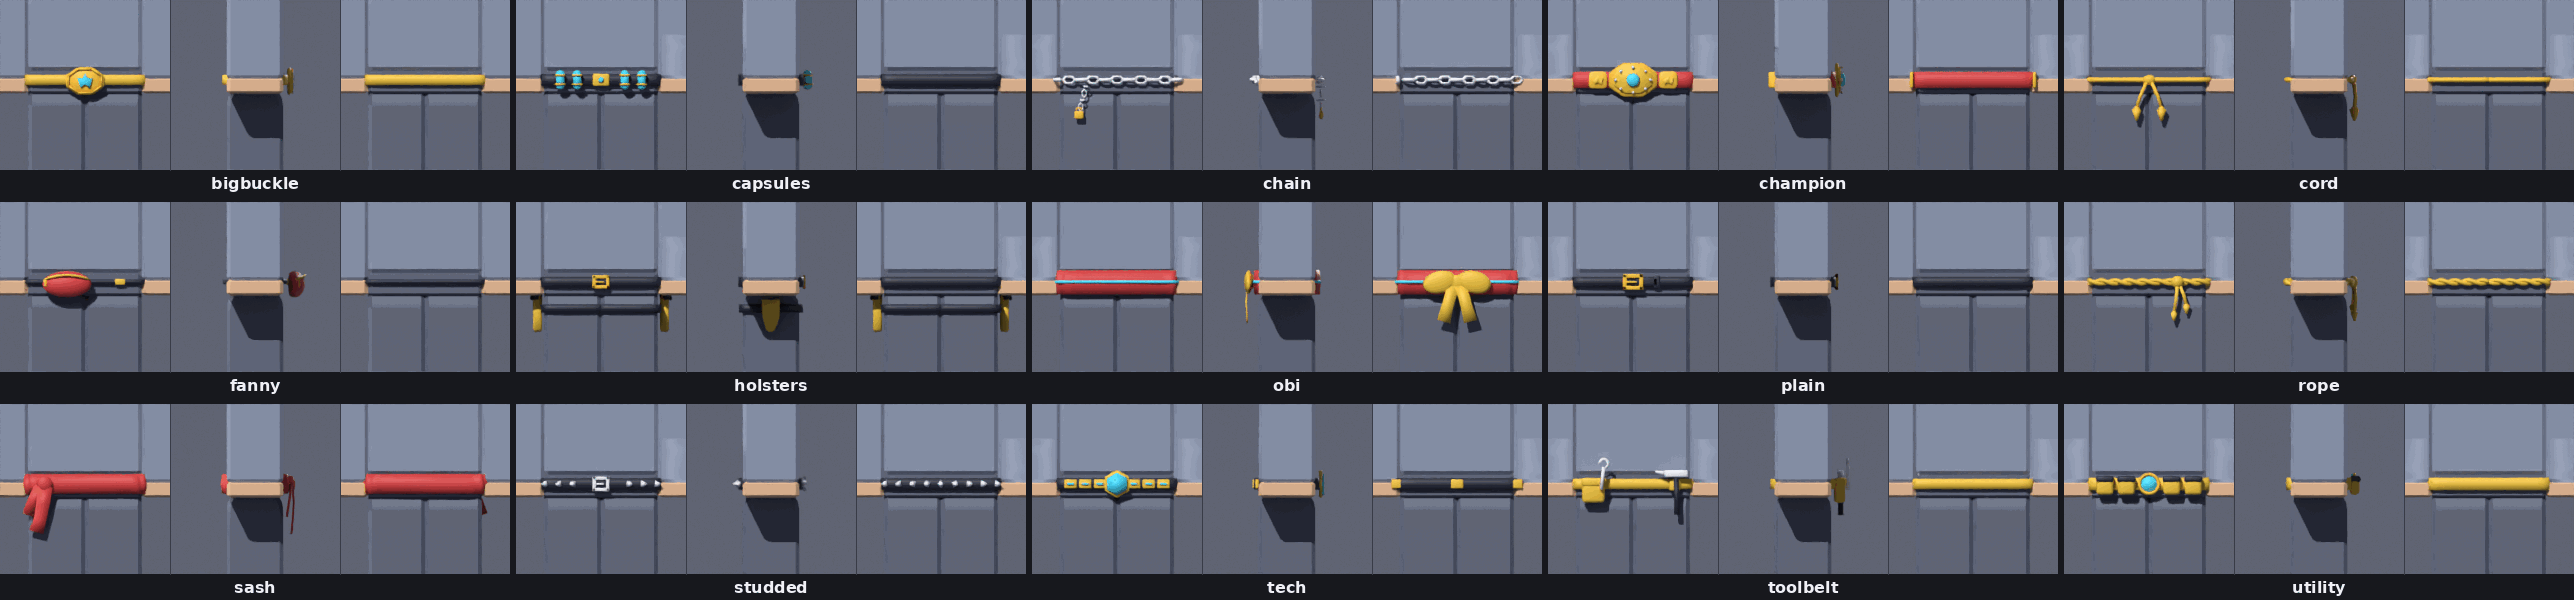 bigbuckle
capsules
chain
champion
cord
fanny
holsters
obi
plain
rope
sash
studded
tech
toolbelt
utility